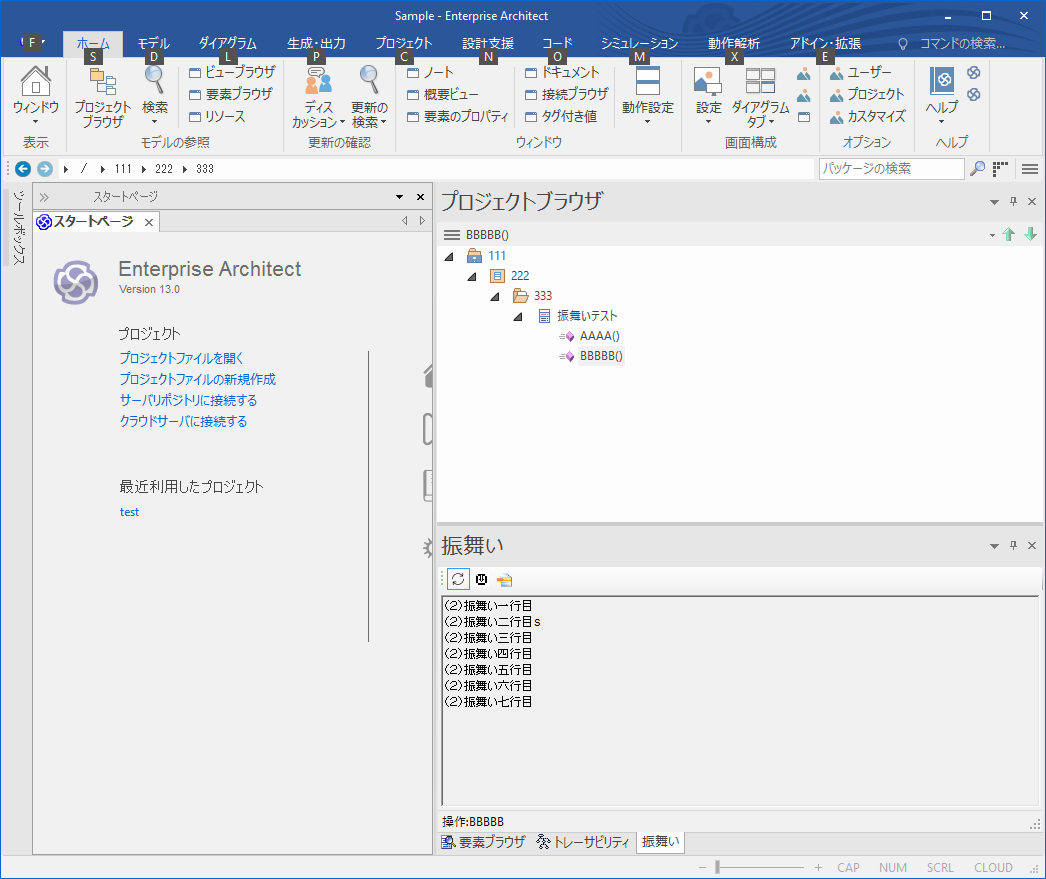 Sample - Enterprise Architect
F ホーム モデル ダイアグラム 生成・出力 プロジェクト 設計支援 コード シミュレーション 動作解析 アドイン・拡張 コマンドの検索...
S D L P C N O M X E
ウィンドウ
表示
プロジェクト
ブラウザ
検索
ビューブラウザ
要素ブラウザ
リソース
モデルの参照
ディス
カッション
更新の
検索
更新の確認
ノート
概要ビュー
要素のプロパティ
ドキュメント
接続ブラウザ
タグ付き値
ウィンドウ
動作設定
設定
ダイアグラム
タブ
画面構成
ユーザー
プロジェクト
カスタマイズ
オプション
ヘルプ
ヘルプ
/ 111 222 333
パッケージの検索
ツールボックス
スタートページ
スタートページ
Enterprise Architect
Version 13.0
プロジェクト
プロジェクトファイルを開く
プロジェクトファイルの新規作成
サーバリポジトリに接続する
クラウドサーバに接続する
最近利用したプロジェクト
test
プロジェクトブラウザ
BBBBB()
111
222
333
振舞いテスト
AAAA()
BBBBB()
振舞い
(2)振舞い一行目
(2)振舞い二行目s
(2)振舞い三行目
(2)振舞い四行目
(2)振舞い五行目
(2)振舞い六行目
(2)振舞い七行目
操作:BBBBB
要素ブラウザ トレーサビリティ 振舞い
CAP NUM SCRL CLOUD